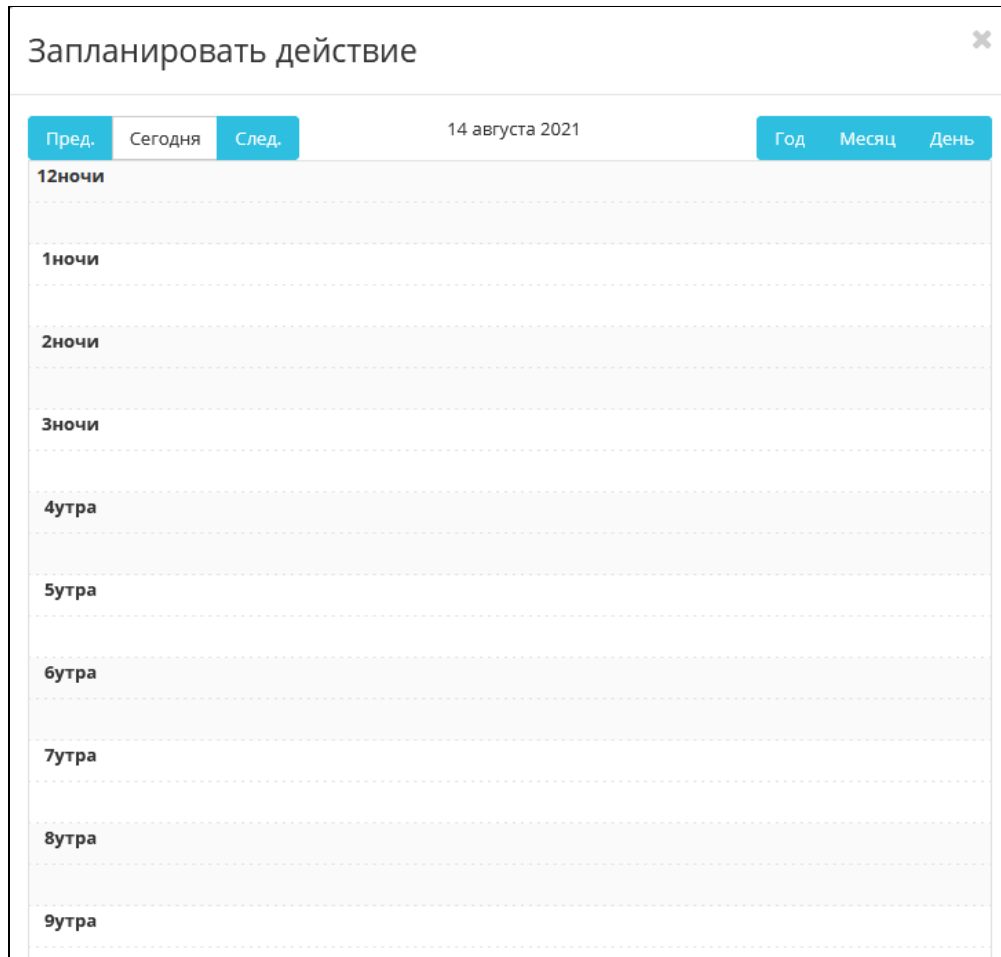 Запланировать действие
Пред. Сегодня След. 14 августа 2021 Год Месяц День
12ночи
1ночи
2ночи
3ночи
4утра
5утра
6утра
7утра
8утра
9утра